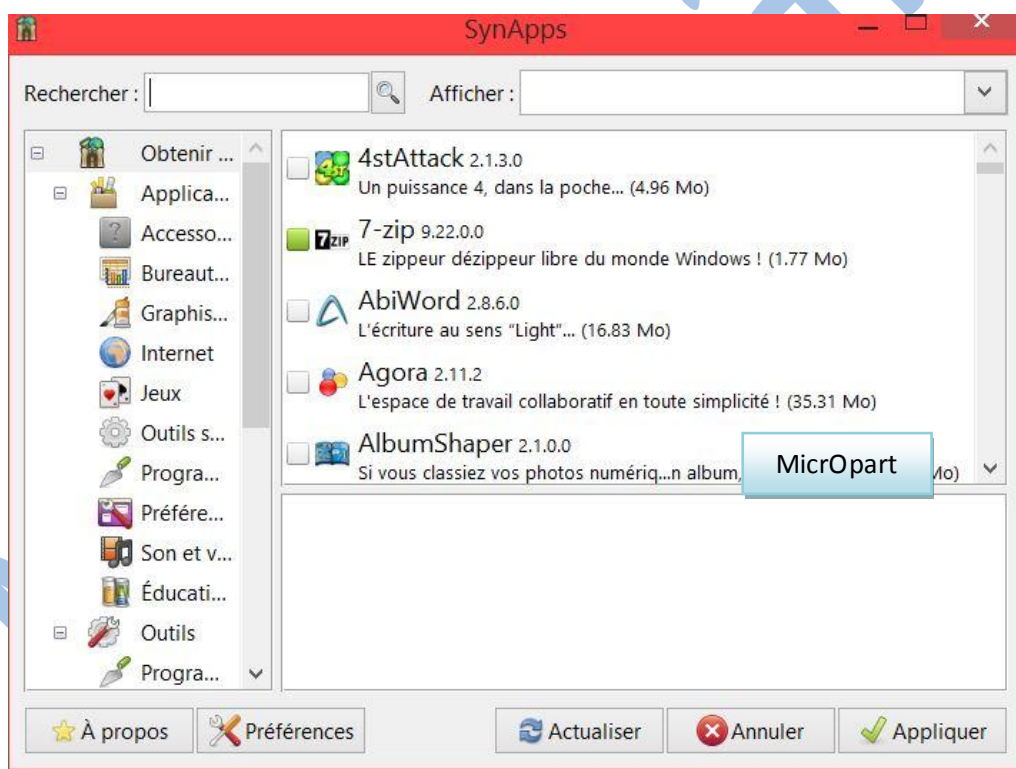 SynApps
Rechercher :
Afficher :
Obtenir ...
Applica...
Accesso...
Bureaut...
Graphis...
Internet
Jeux
Outils s...
Progra...
Préfére...
Son et v...
Éducati...
Outils
Progra...
4stAttack 2.1.3.0
Un puissance 4, dans la poche... (4.96 Mo)
7ZIP
7-zip 9.22.0.0
LE zippeur dézippeur libre du monde Windows ! (1.77 Mo)
AbiWord 2.8.6.0
L'écriture au sens "Light"... (16.83 Mo)
Agora 2.11.2
L'espace de travail collaboratif en toute simplicité ! (35.31 Mo)
AlbumShaper 2.1.0.0
Si vous classiez vos photos numériq...n album, Mo)
MicrOpart
À propos
Préférences
Actualiser
Annuler
Appliquer